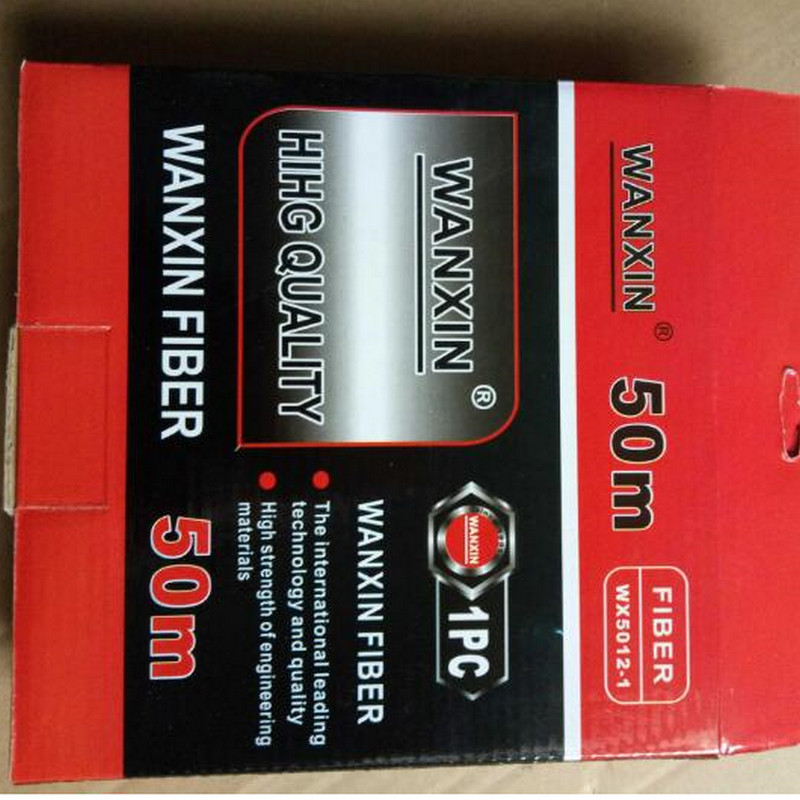 WANXIN ®
50m
FIBER
WX5012-1
WANXIN ®
HIHG QUALITY
WANXIN
1PC
WANXIN FIBER
The international leading
technology and quality
High strength of engineering
materials
WANXIN FIBER
50m